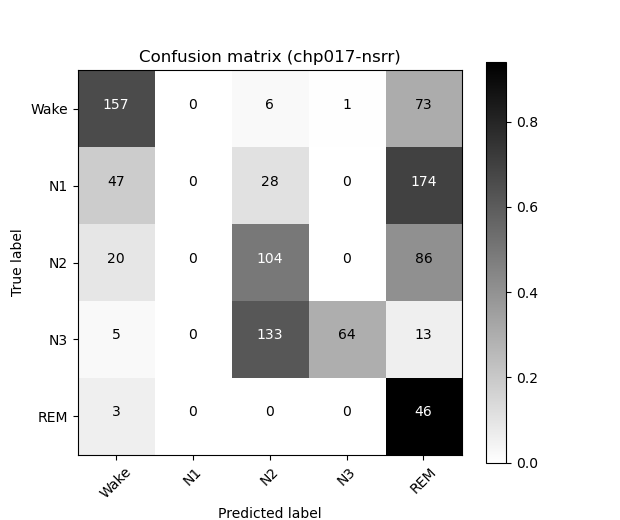 Confusion matrix (chp017-nsrr)
Wake 157 0 6 1 73
N1 47 0 28 0 174
N2 20 104 0 86
N3 5 0 133 64 13
REM 3 0 0 0 46
Wake N1 N2 N3 REM
Predicted label
True label
0.8
0.6
0.4
0.2
0.0